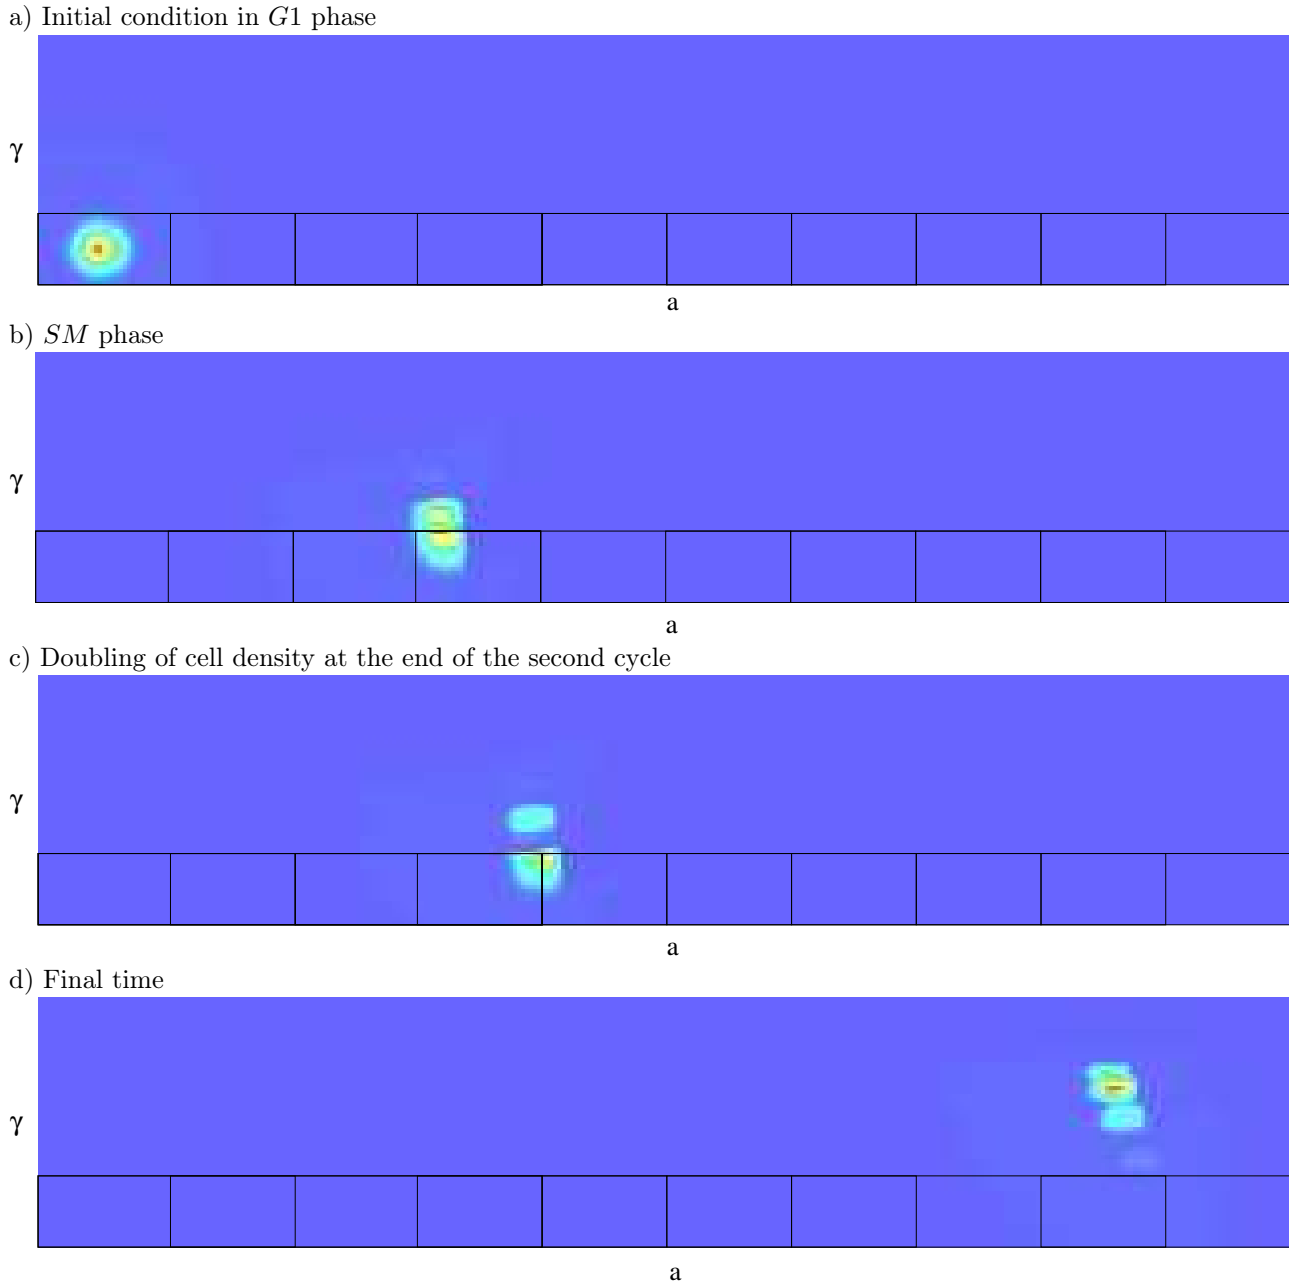 a) Initial condition in G1 phase
γ
a
b) SM phase
γ
a
c) Doubling of cell density at the end of the second cycle
γ
a
d) Final time
γ
a